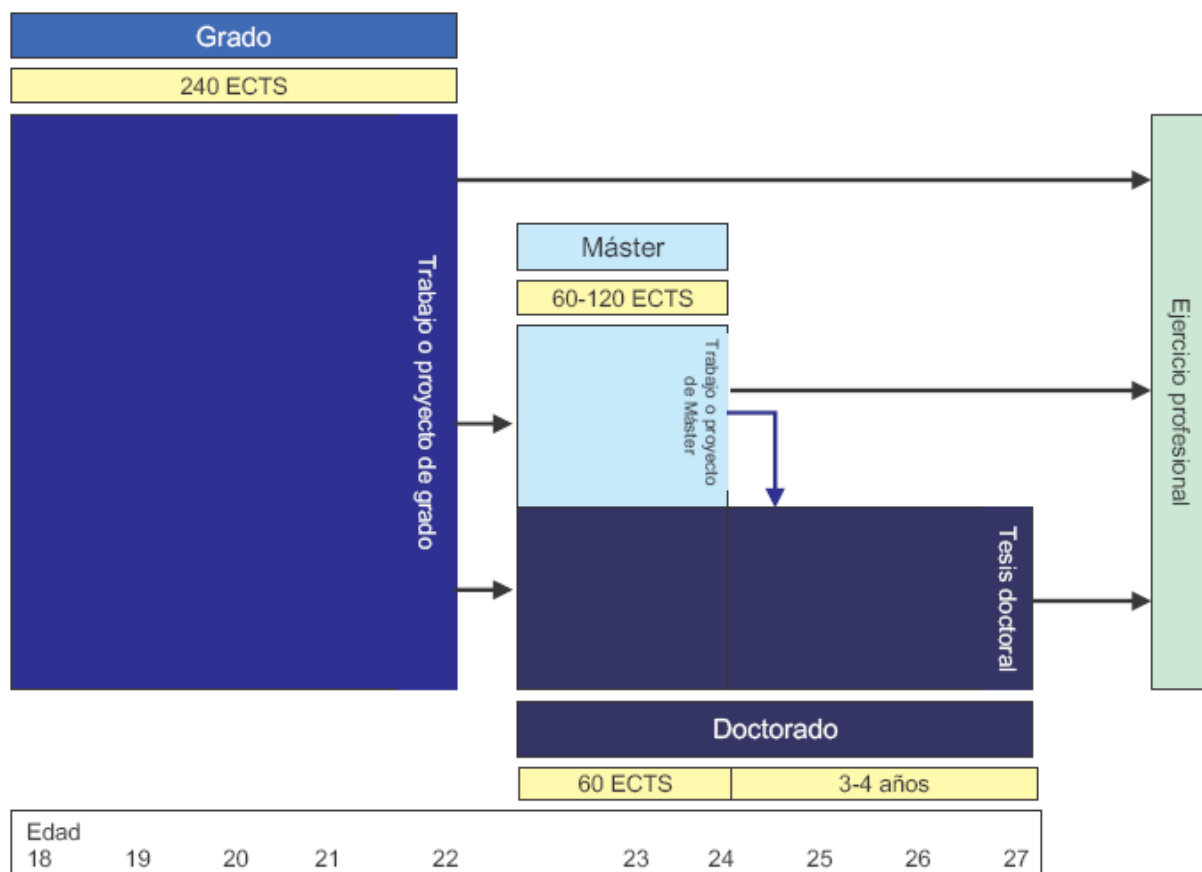 Grado
240 ECTS
Trabajo o proyecto de grado
Máster
60-120 ECTS
Trabajo o proyecto
de Máster
Ejercicio profesional
Tesis doctoral
Doctorado
60 ECTS
3-4 años
Edad
18 19 20 21 22 23 24 25 26 27